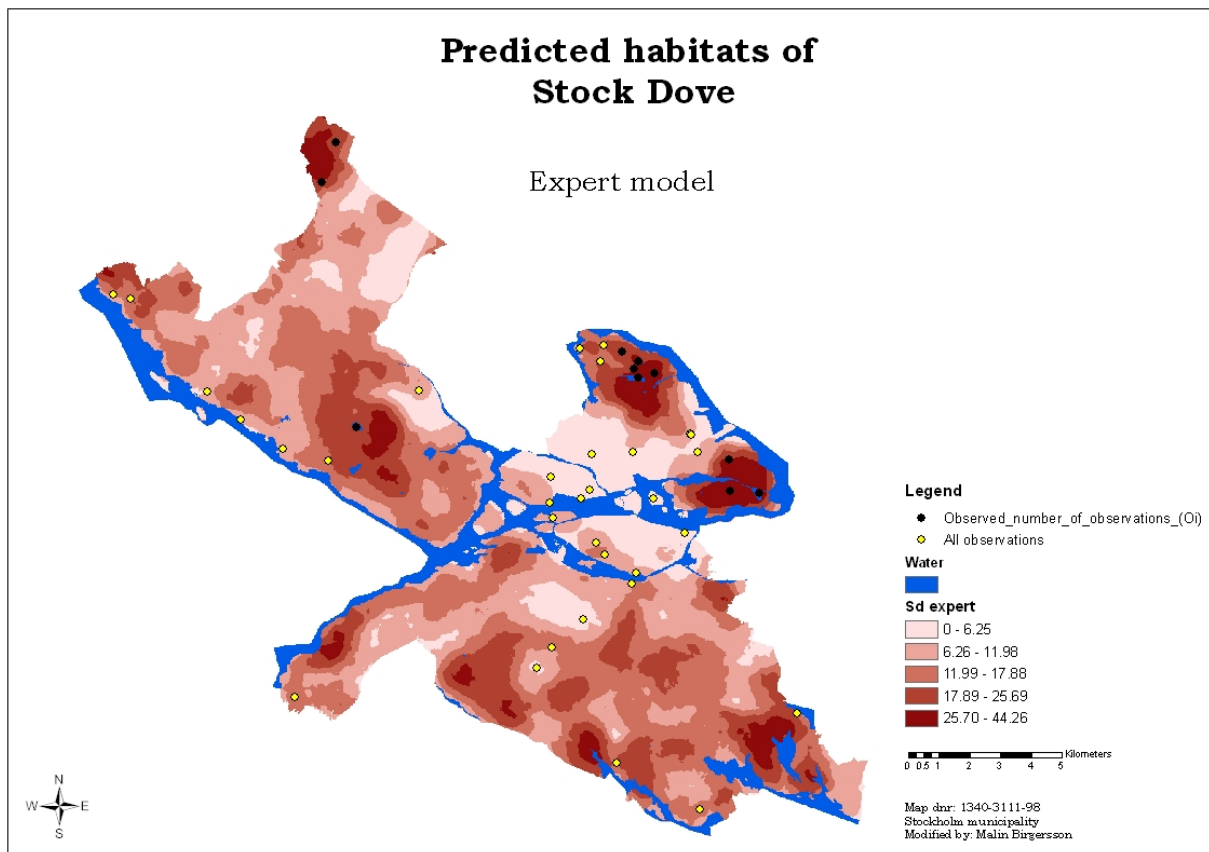 Predicted habitats of
Stock Dove
Expert model
Legend
Observed_number_of_observations_(Oi)
All observations
Water
Sd expert
0 - 6.25
6.26 - 11.98
11.99 - 17.88
17.89 - 25.69
25.70 - 44.26
Kilometers
0 0.5 1 2 3 4 5
N
W E
S
Map dnr: 1340-3111-98
Stockholm municipality
Modified by: Malin Birgersson